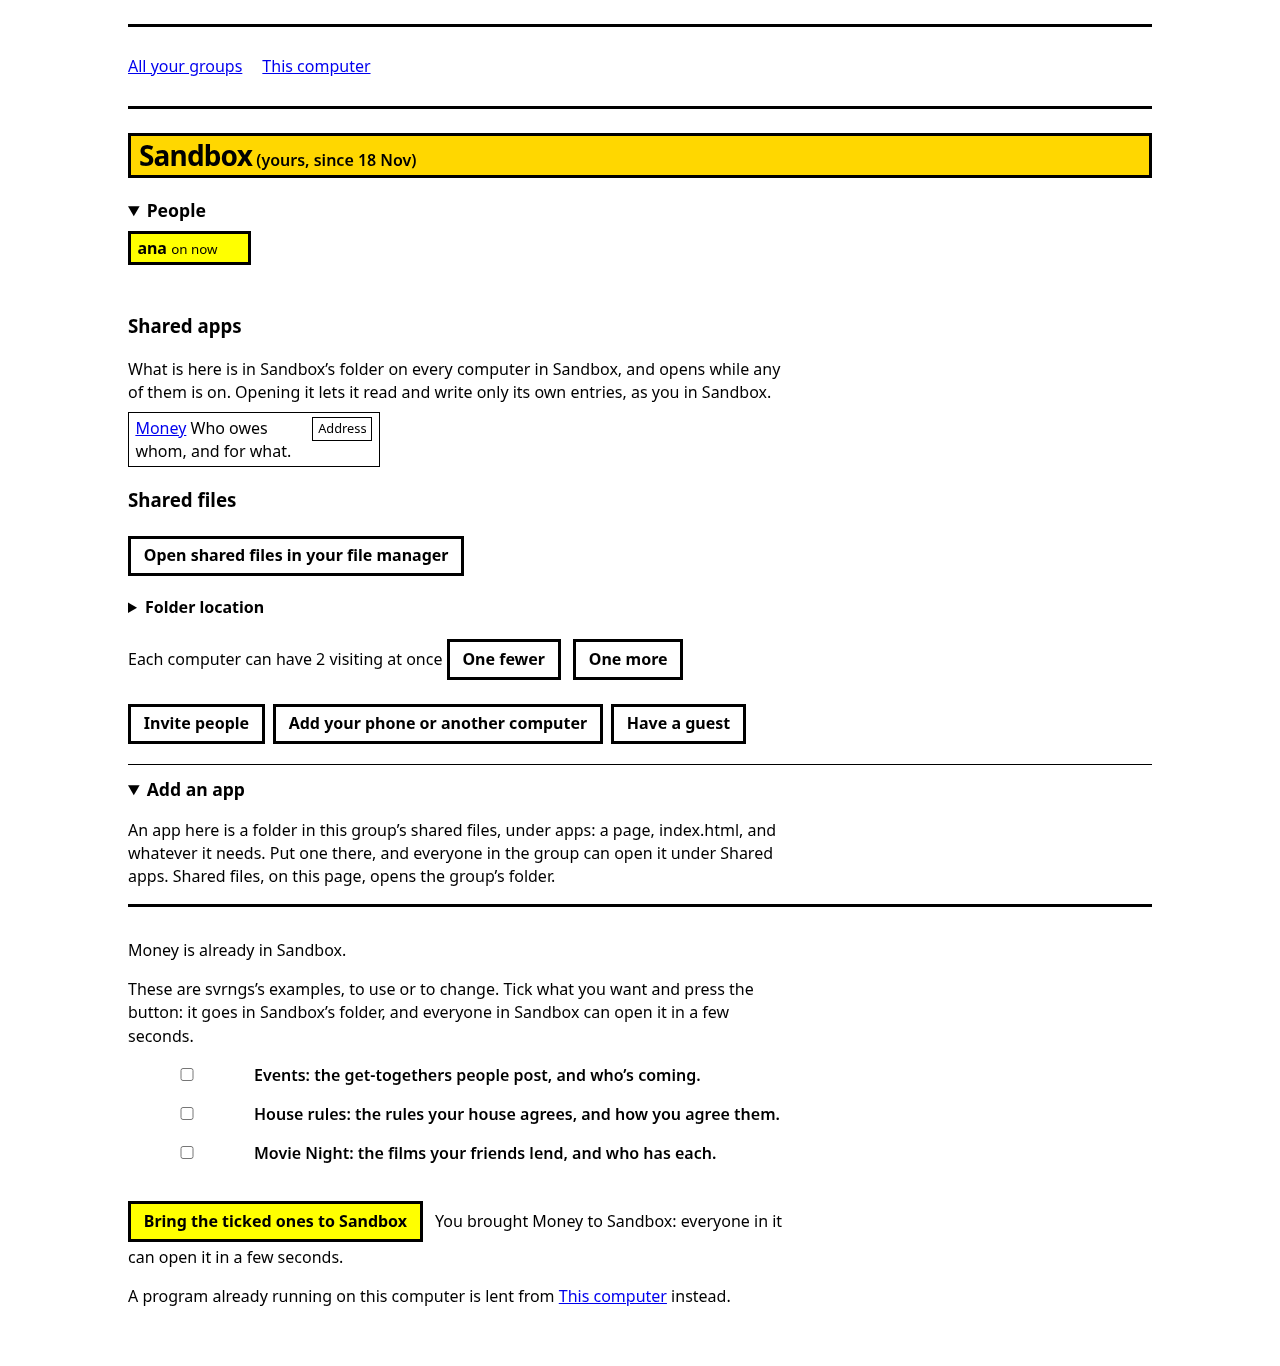 All your groups This computer
Sandbox (yours, since 18 Nov)
▼ People
ana on now
Shared apps
What is here is in Sandbox’s folder on every computer in Sandbox, and opens while any
of them is on. Opening it lets it read and write only its own entries, as you in Sandbox.
Money Who owes Address
whom, and for what.
Shared files
Open shared files in your file manager
▶ Folder location
Each computer can have 2 visiting at once One fewer One more
Invite people Add your phone or another computer Have a guest
▼ Add an app
An app here is a folder in this group’s shared files, under apps: a page, index.html, and
whatever it needs. Put one there, and everyone in the group can open it under Shared
apps. Shared files, on this page, opens the group’s folder.
Money is already in Sandbox.
These are svrngs’s examples, to use or to change. Tick what you want and press the
button: it goes in Sandbox’s folder, and everyone in Sandbox can open it in a few
seconds.
Events: the get-togethers people post, and who’s coming.
House rules: the rules your house agrees, and how you agree them.
Movie Night: the films your friends lend, and who has each.
Bring the ticked ones to Sandbox You brought Money to Sandbox: everyone in it
can open it in a few seconds.
A program already running on this computer is lent from This computer instead.